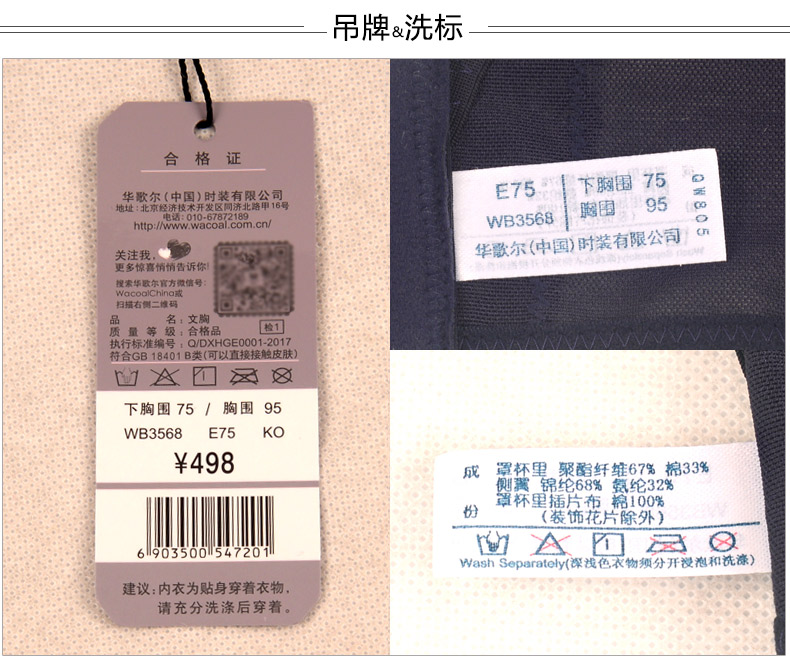 吊牌&洗标
合格证
华歌尔(中国)时装有限公司
地址:北京经济技术开发区同济北路甲16号
电话:010-67872189
http://www.wacoal.com.cn/
关注我,
更多惊喜悄悄告诉你!
搜索华歌尔官方微信号:
WacoalChina或
扫描右侧二维码
品名:文胸
质量等级:合格品
检1
执行标准编号:Q/DXHGE0001-2017
符合GB 18401 B类(可以直接接触皮肤)
下胸围 75 / 胸围 95
WB3568 E75 KO
¥498
6 903500 547201
建议:内衣为贴身穿着衣物,
请充分洗涤后穿着。
E75 下胸围 75
WB3568 胸围 95
华歌尔(中国)时装有限公司
QW805
成份
罩杯里 聚酯纤维67% 棉33%
侧翼 锦纶68% 氨纶32%
罩杯里插片布 棉100%
(装饰花片除外)
Wash Separately(深浅色衣物须分开浸泡和洗涤)